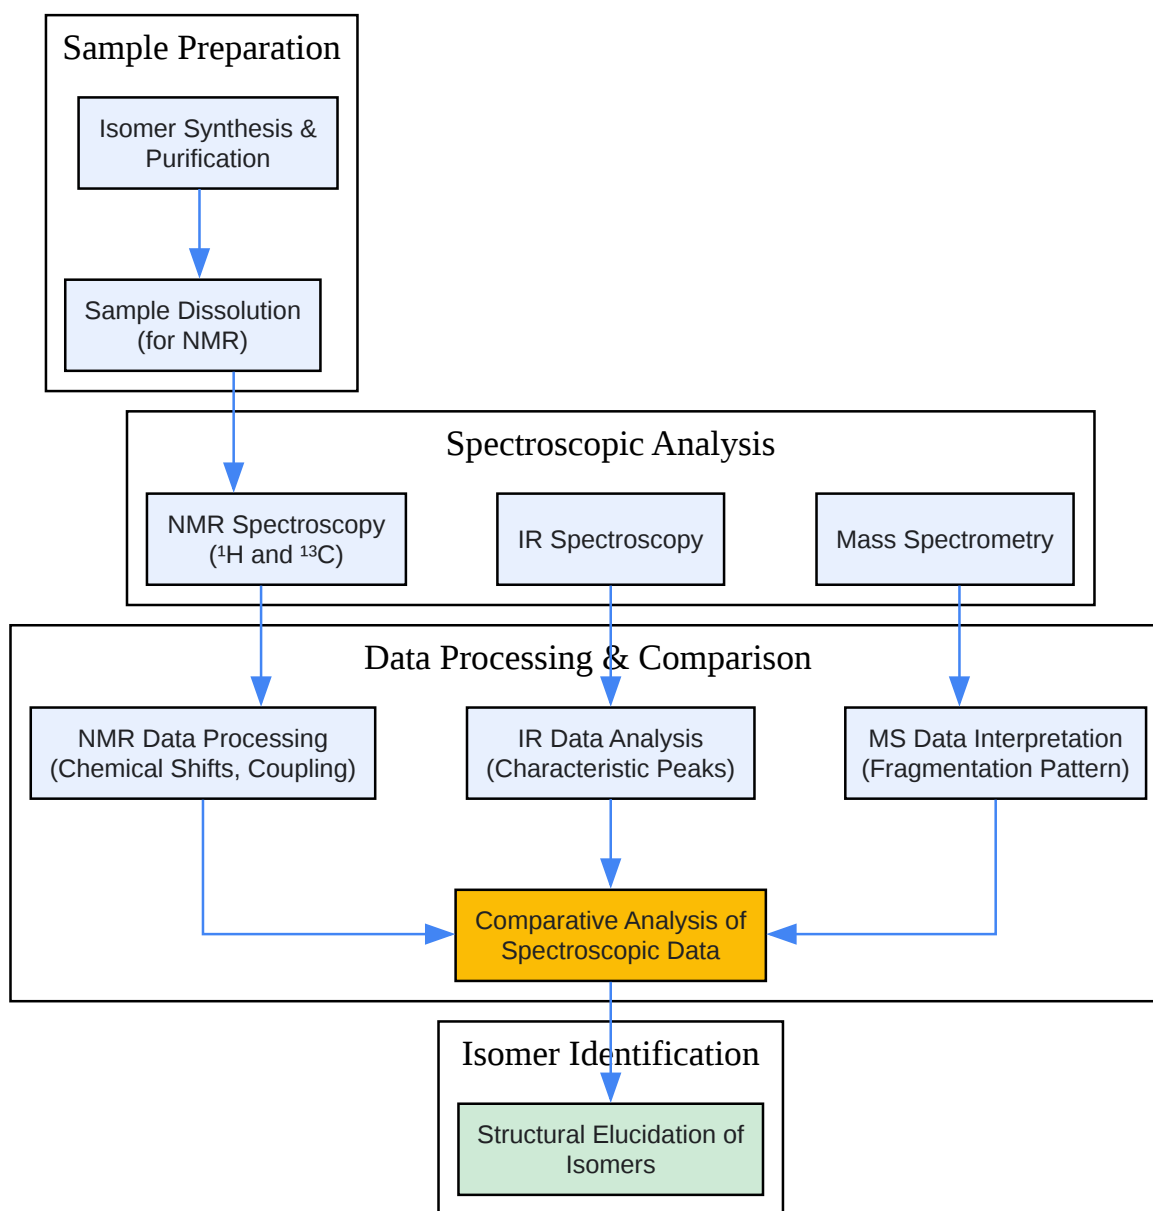 Sample Preparation
Isomer Synthesis &
Purification
Sample Dissolution
(for NMR)
Spectroscopic Analysis
NMR Spectroscopy
(¹H and ¹³C)
IR Spectroscopy
Mass Spectrometry
Data Processing & Comparison
NMR Data Processing
(Chemical Shifts, Coupling)
IR Data Analysis
(Characteristic Peaks)
MS Data Interpretation
(Fragmentation Pattern)
Comparative Analysis of
Spectroscopic Data
Isomer Identification
Structural Elucidation of
Isomers